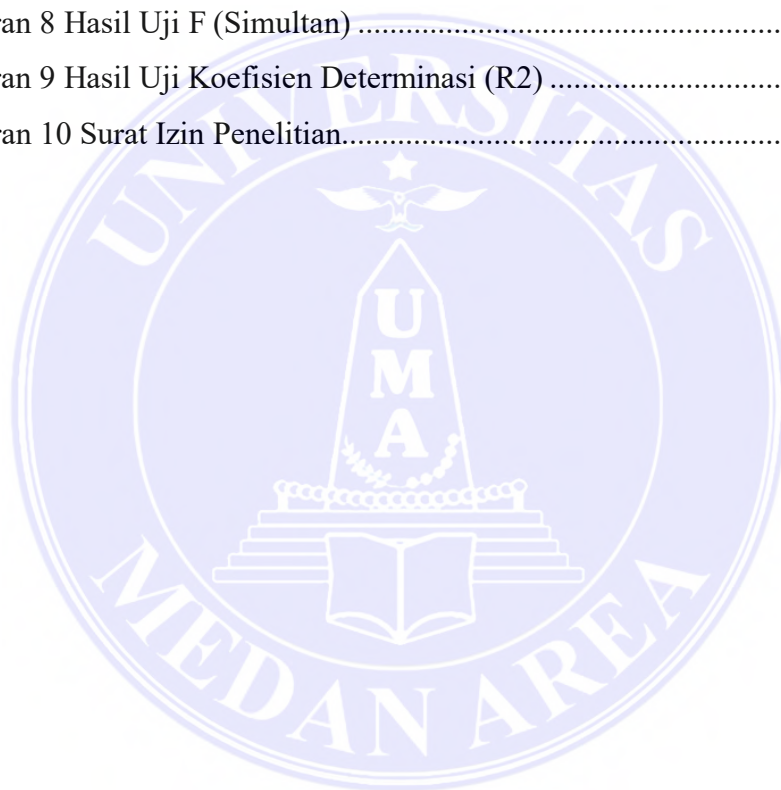 ran 8 Hasil Uji F (Simultan) ......................................................
ran 9 Hasil Uji Koefisien Determinasi (R2) .............................
ran 10 Surat Izin Penelitian.......................................................
UNIVERSITAS
U
M
A
MEDAN AREA